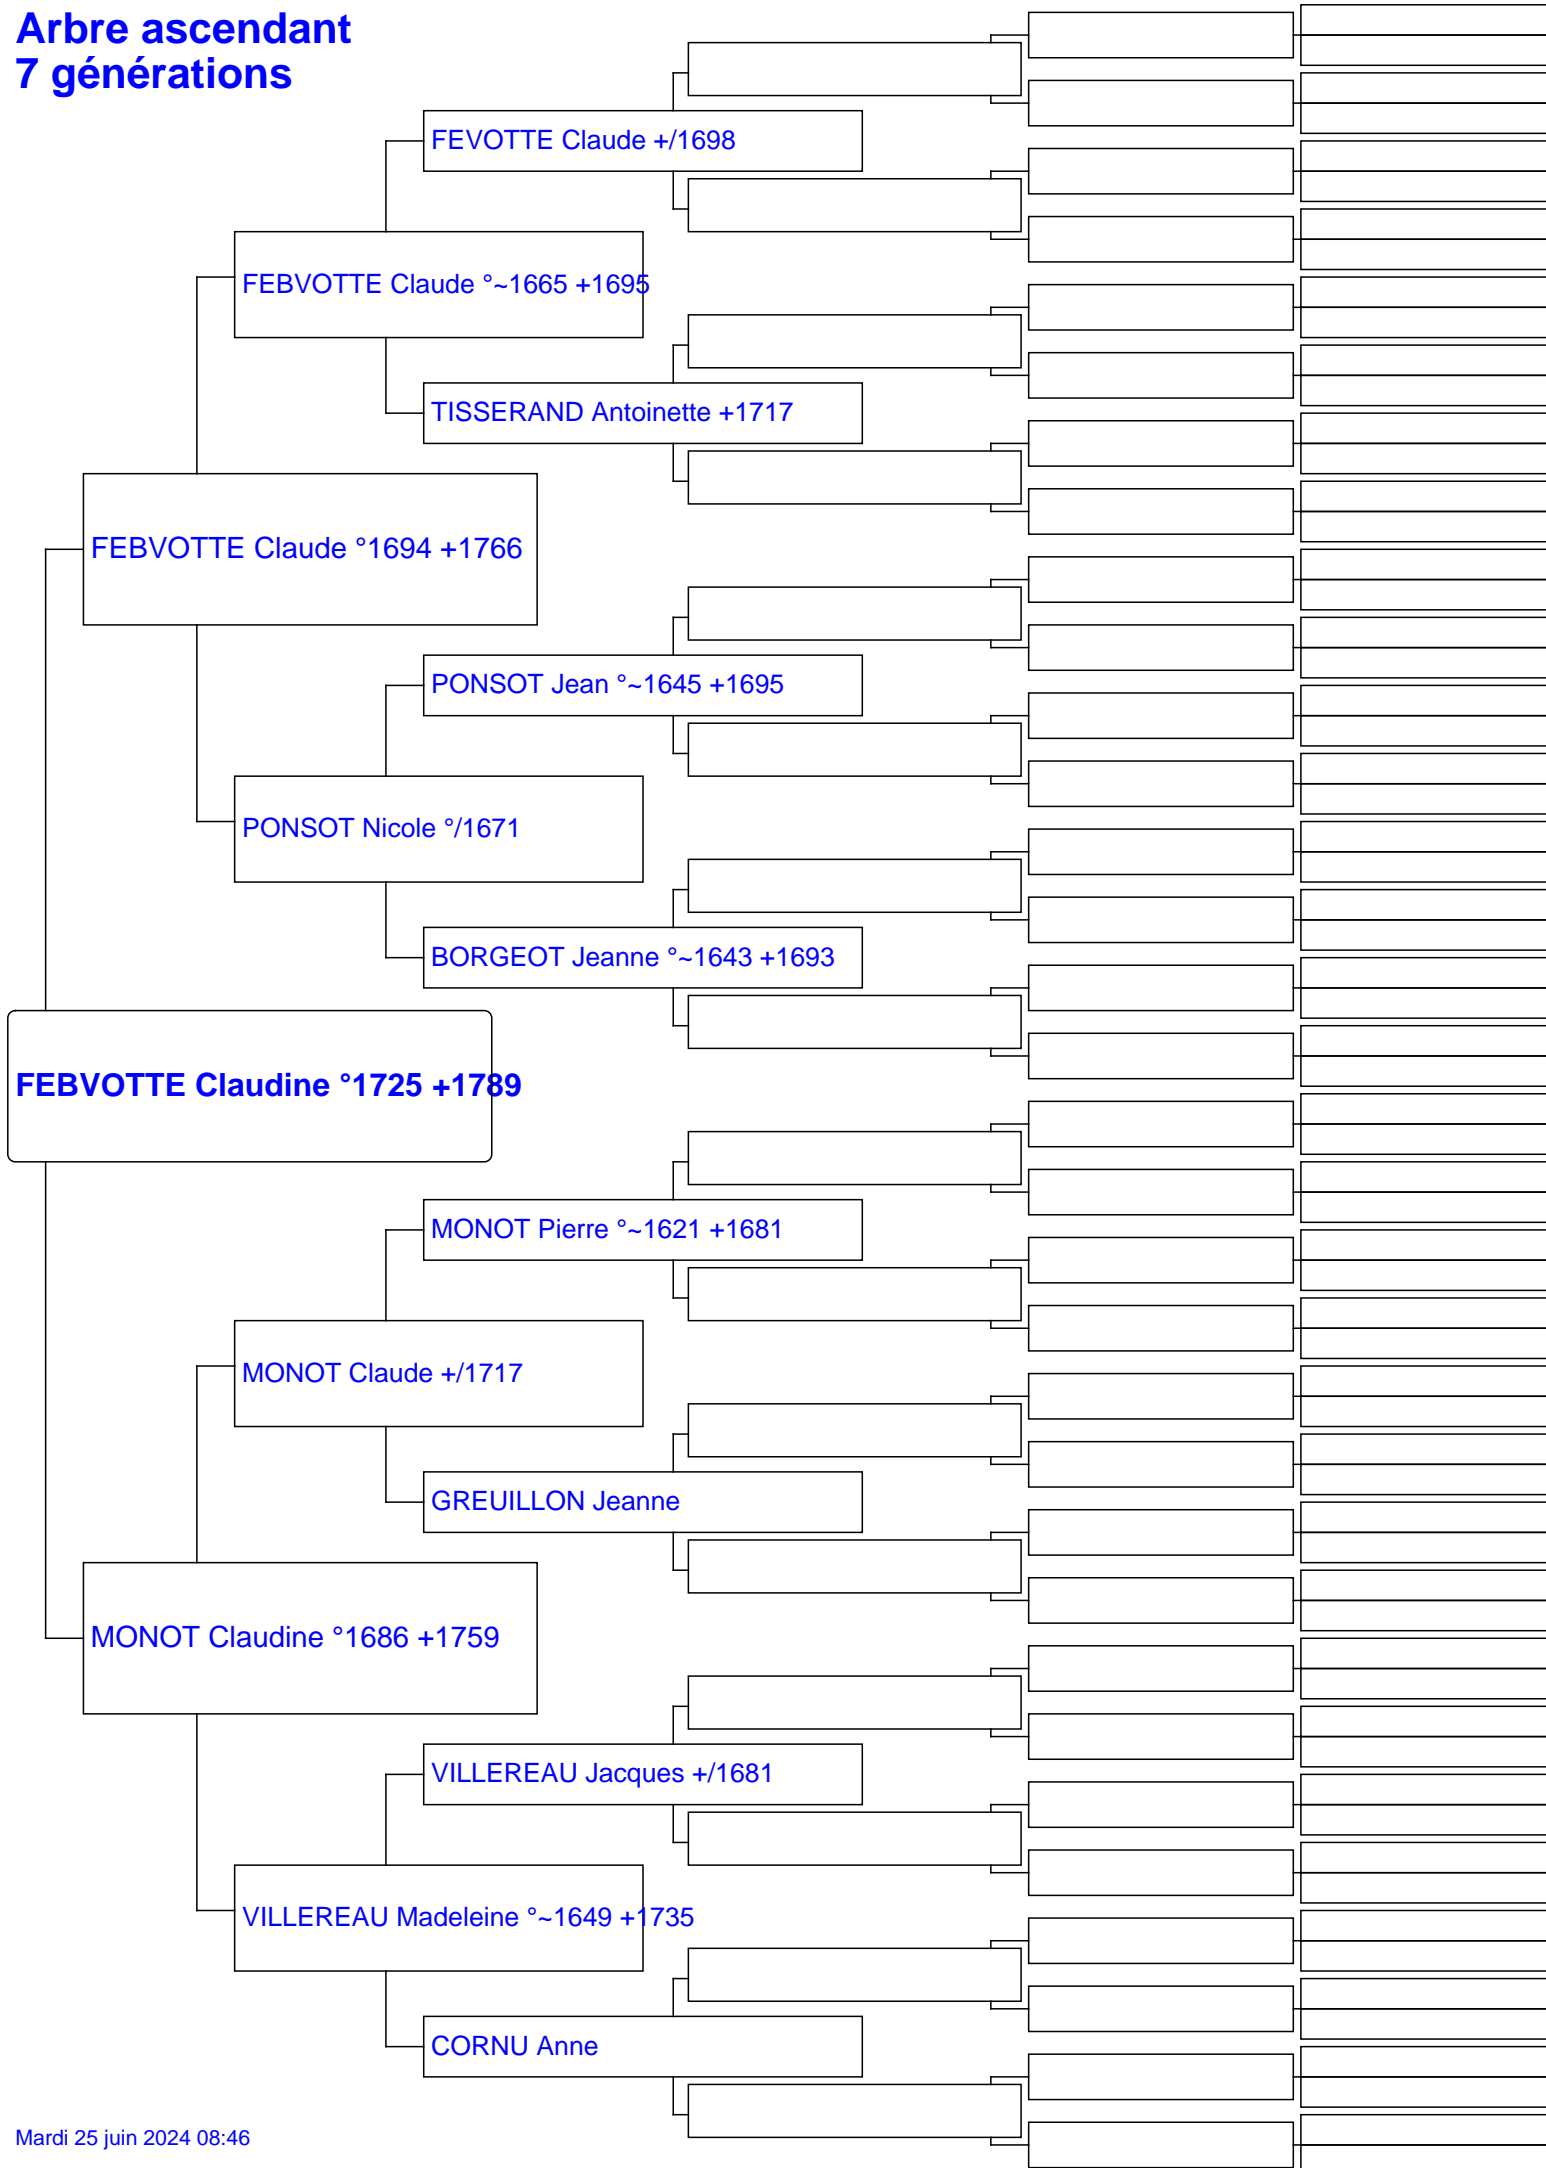 Arbre ascendant
7 générations
FEVOTTE Claude +/1698
FEBVOTTE Claude °~1665 +1695
TISSERAND Antoinette +1717
FEBVOTTE Claude °1694 +1766
PONSOT Jean °~1645 +1695
PONSOT Nicole °/1671
BORGEOT Jeanne °~1643 +1693
FEBVOTTE Claudine °1725 +1789
MONOT Pierre °~1621 +1681
MONOT Claude +/1717
GREUILLON Jeanne
MONOT Claudine °1686 +1759
VILLEREAU Jacques +/1681
VILLEREAU Madeleine °~1649 +1735
CORNU Anne
Mardi 25 juin 2024 08:46